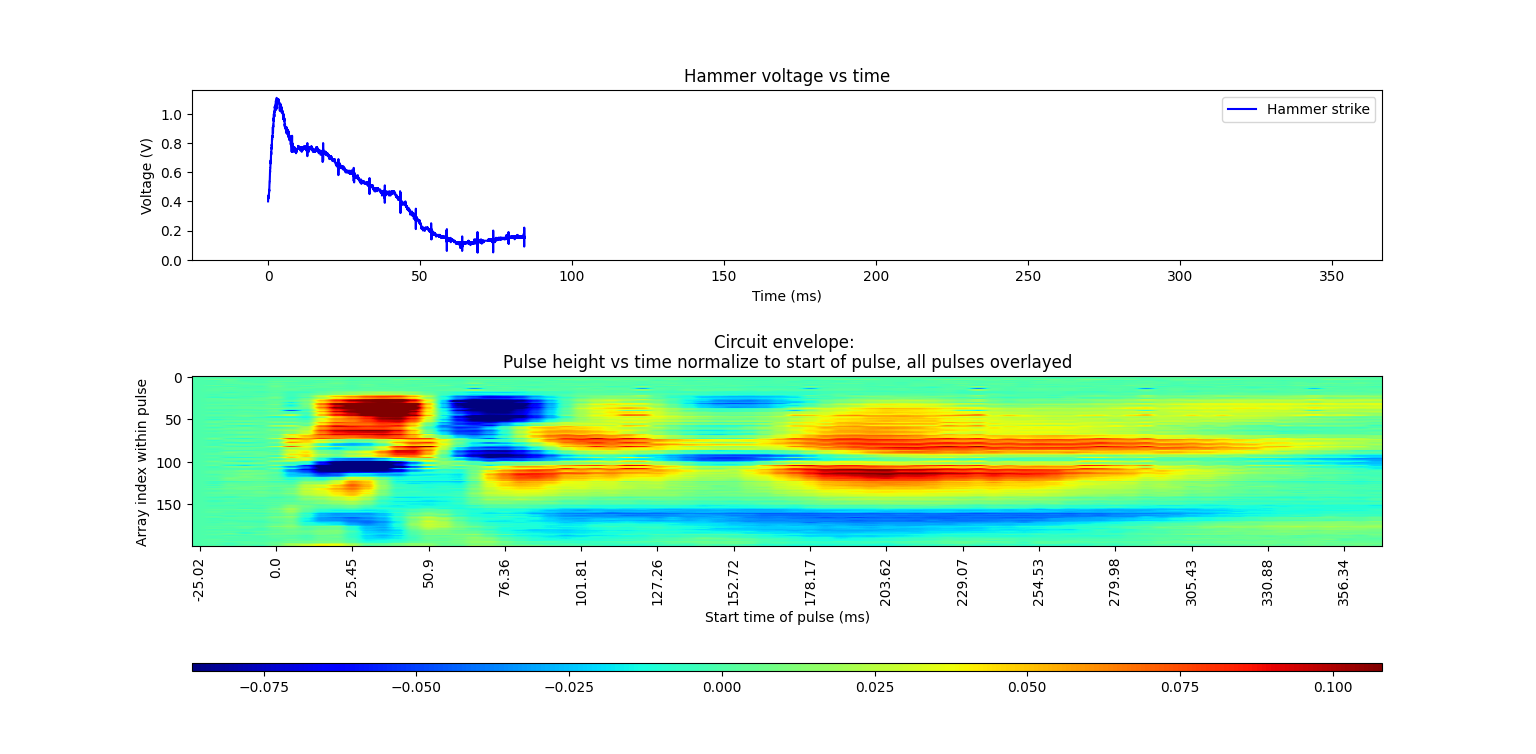 Hammer voltage vs time
Hammer strike
Voltage (V)
1.0
0.8
0.6
0.4
0.2
0.0
0 50 100 150 200 250 300 350
Time (ms)
Circuit envelope:
Pulse height vs time normalize to start of pulse, all pulses overlayed
Array index within pulse
0
50
100
150
-25.02 0.0 25.45 50.9 76.36 101.81 127.26 152.72 178.17 203.62 229.07 254.53 279.98 305.43 330.88 356.34
Start time of pulse (ms)
−0.075 −0.050 −0.025 0.000 0.025 0.050 0.075 0.100